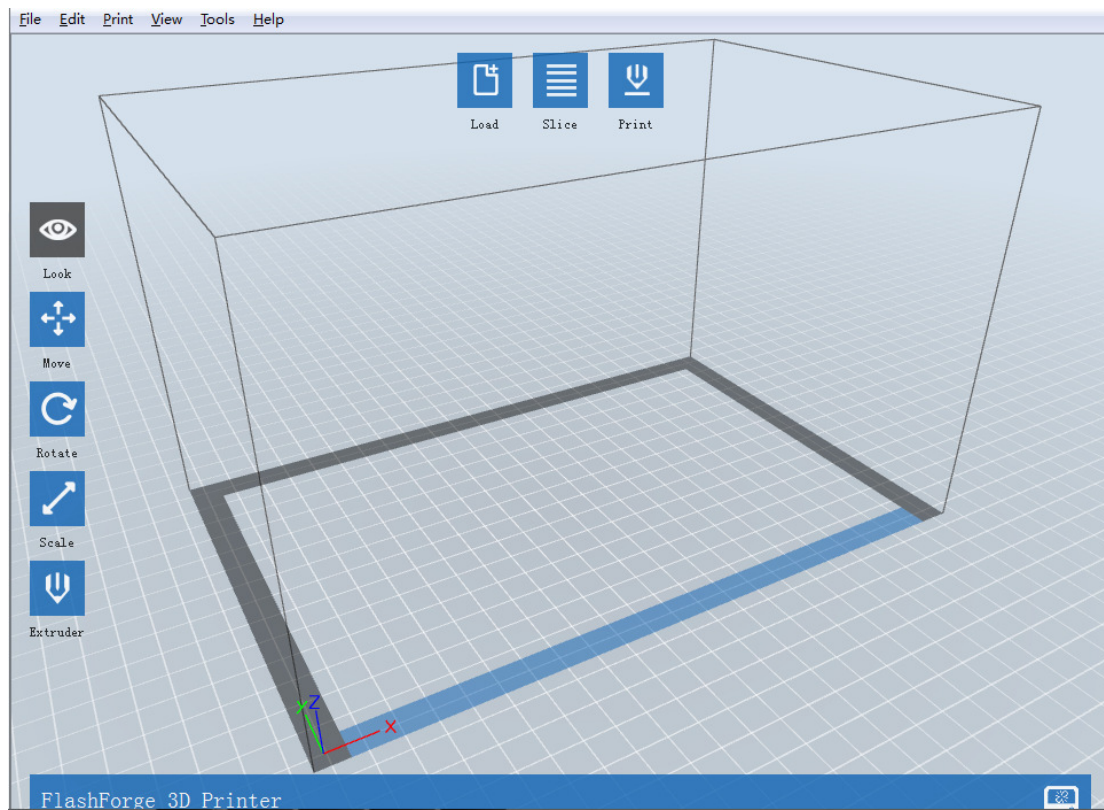 File Edit Print View Tools Help
Load Slice Print
Look
Move
Rotate
Scale
Extruder
Z
y
X
FlashForge 3D Printer